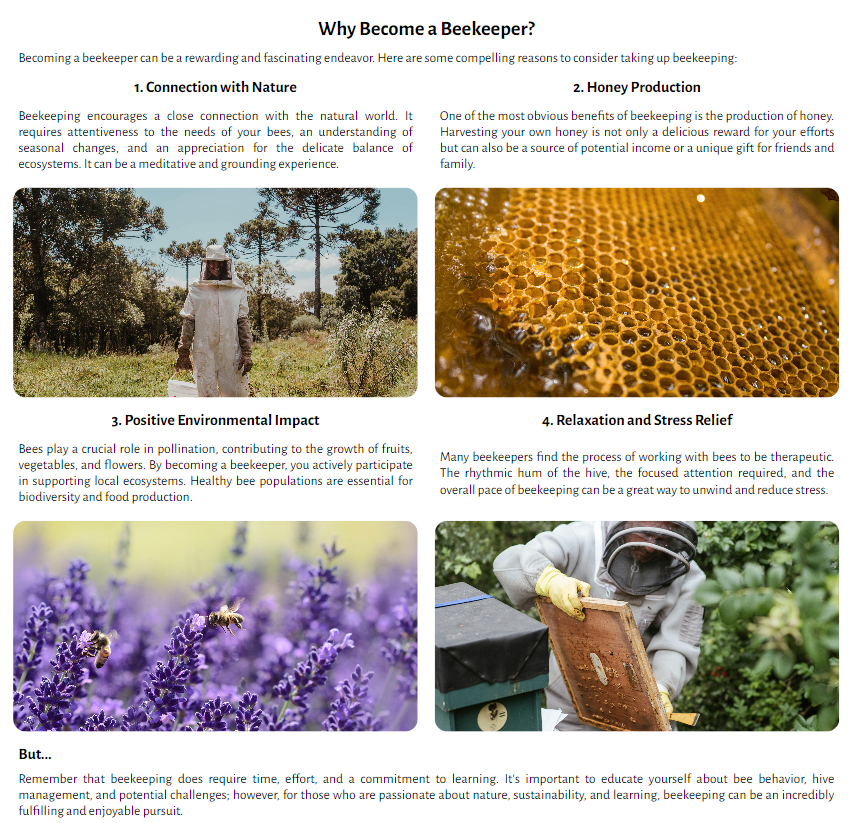 Why Become a Beekeeper?
Becoming a beekeeper can be a rewarding and fascinating endeavor. Here are some compelling reasons to consider taking up beekeeping:
1. Connection with Nature
Beekeeping encourages a close connection with the natural world. It
requires attentiveness to the needs of your bees, an understanding of
seasonal changes, and an appreciation for the delicate balance of
ecosystems. It can be a meditative and grounding experience.
2. Honey Production
One of the most obvious benefits of beekeeping is the production of honey.
Harvesting your own honey is not only a delicious reward for your efforts
but can also be a source of potential income or a unique gift for friends and
family.
3. Positive Environmental Impact
Bees play a crucial role in pollination, contributing to the growth of fruits,
vegetables, and flowers. By becoming a beekeeper, you actively participate
in supporting local ecosystems. Healthy bee populations are essential for
biodiversity and food production.
4. Relaxation and Stress Relief
Many beekeepers find the process of working with bees to be therapeutic.
The rhythmic hum of the hive, the focused attention required, and the
overall pace of beekeeping can be a great way to unwind and reduce stress.
But...
Remember that beekeeping does require time, effort, and a commitment to learning. It's important to educate yourself about bee behavior, hive
management, and potential challenges; however, for those who are passionate about nature, sustainability, and learning, beekeeping can be an incredibly
fulfilling and enjoyable pursuit.